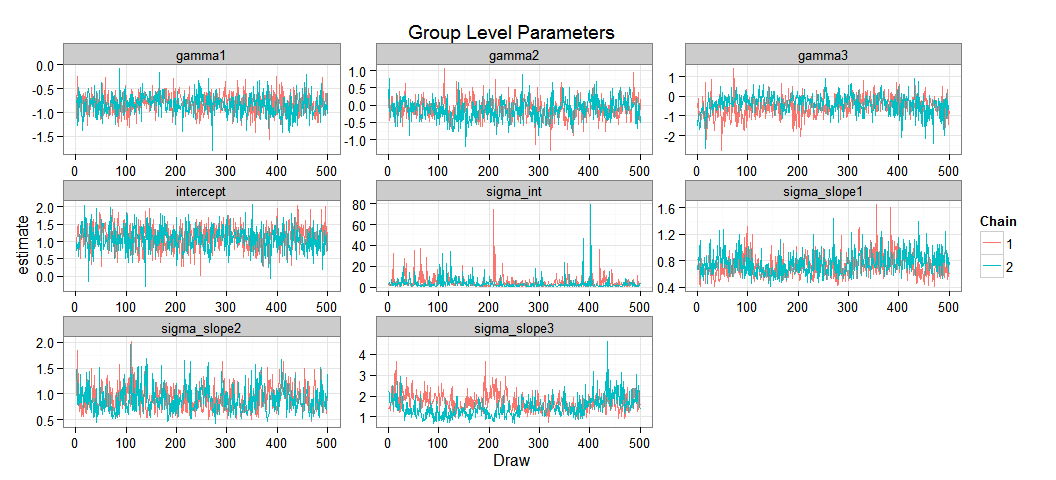 Group Level Parameters
gamma1
gamma2
gamma3
0.0
-0.5
-1.0
-1.5
1.0
0.5
0.0
-0.5
-1.0
1
0
-1
-2
0 100 200 300 400 500
0 100 200 300 400 500
0 100 200 300 400 500
intercept
sigma_int
sigma_slope1
2.0
1.5
1.0
0.5
0.0
80
60
40
20
0
1.6
1.2
0.8
0.4
0 100 200 300 400 500
0 100 200 300 400 500
0 100 200 300 400 500
sigma_slope2
sigma_slope3
2.0
1.5
1.0
0.5
4
3
2
1
0 100 200 300 400 500
0 100 200 300 400 500
estimate
Draw
Chain
1
2